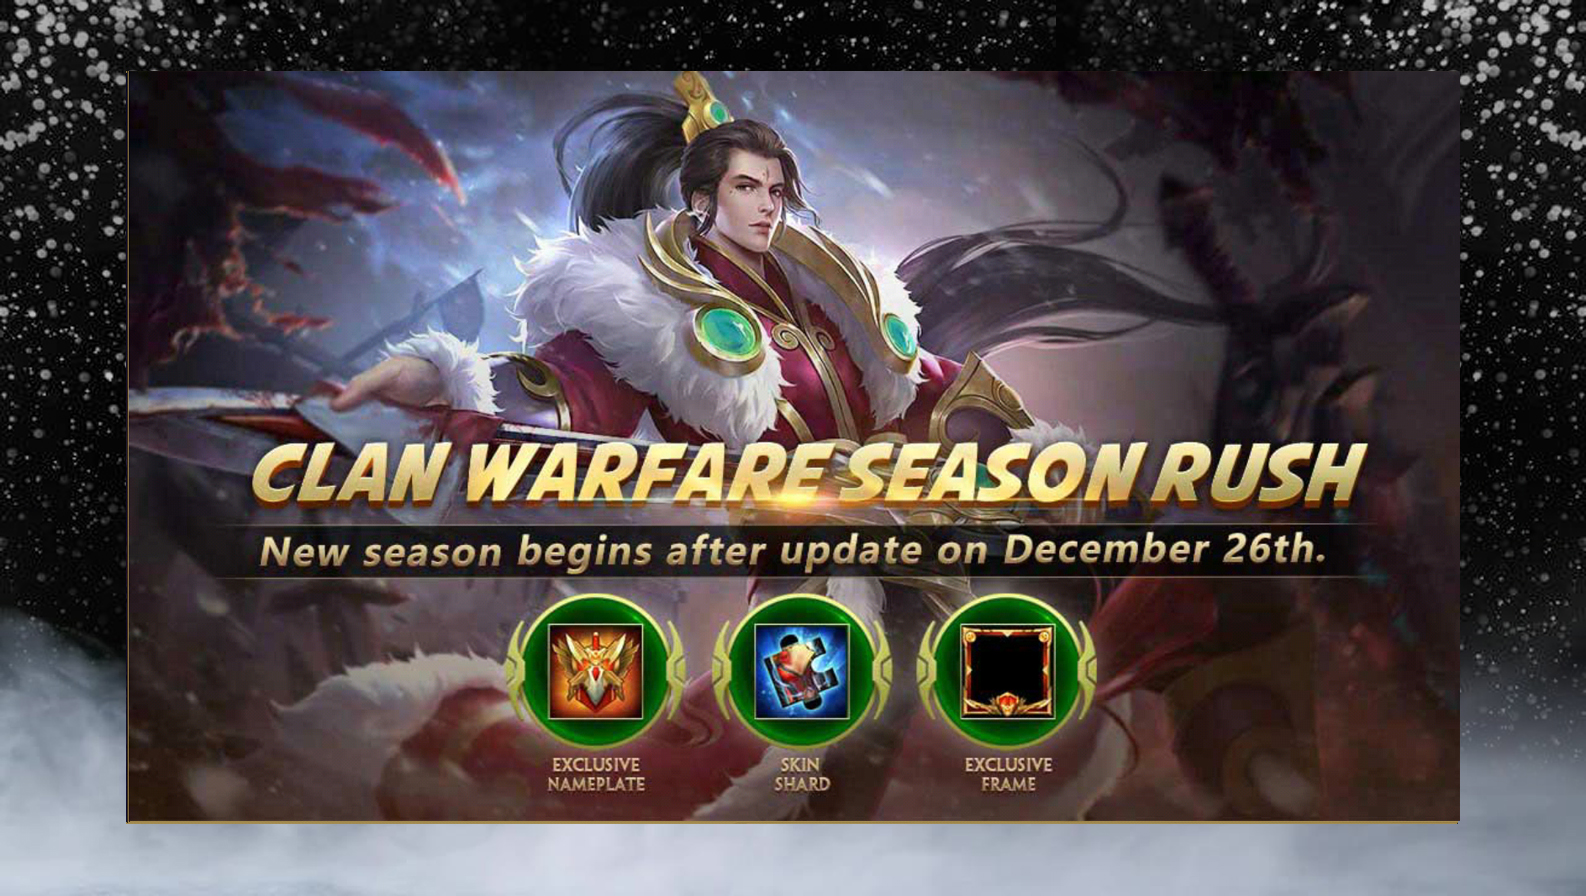 CLAN WARFARE SEASON RUSH
New season begins after update on December 26th.
EXCLUSIVE
NAMEPLATE
SKIN
SHARD
EXCLUSIVE
FRAME